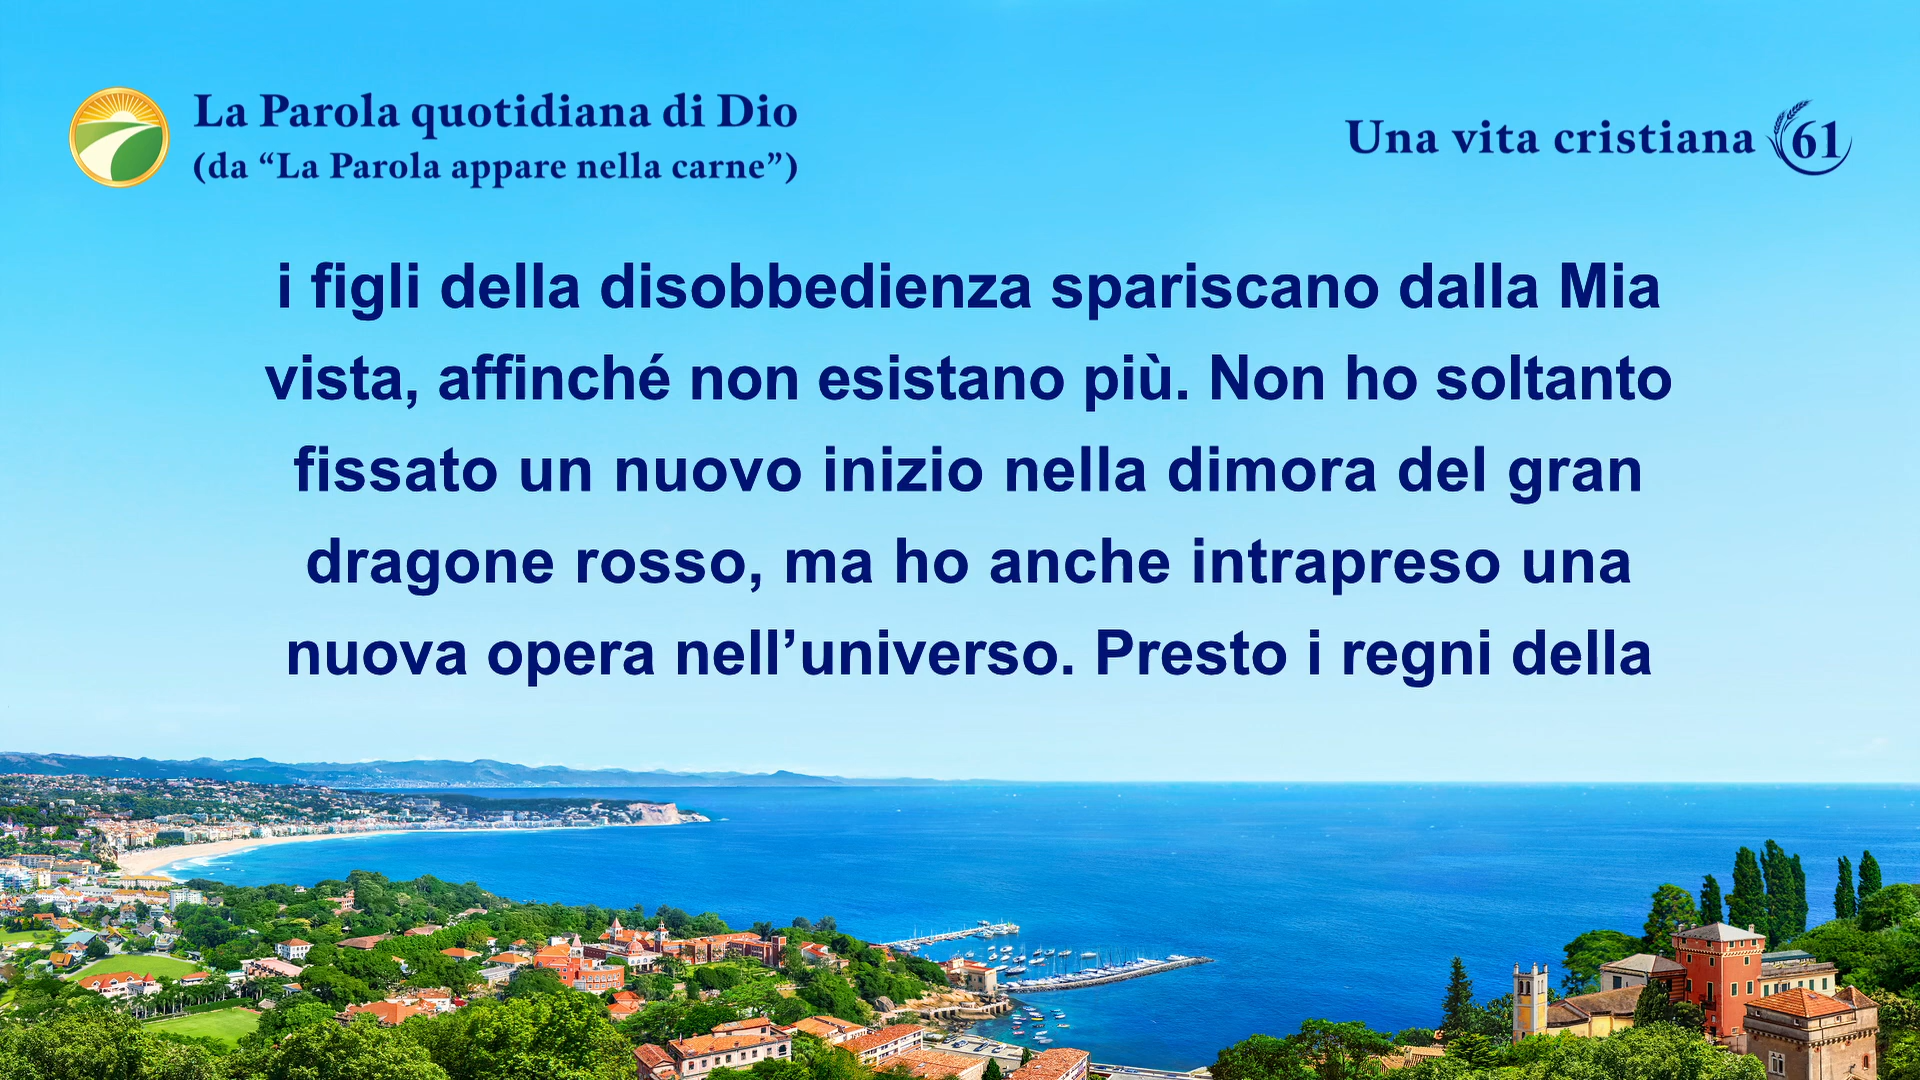 La Parola quotidiana di Dio
(da “La Parola appare nella carne”)
Una vita cristiana 61
i figli della disobbedienza spariscano dalla Mia
vista, affinché non esistano più. Non ho soltanto
fissato un nuovo inizio nella dimora del gran
dragone rosso, ma ho anche intrapreso una
nuova opera nell’universo. Presto i regni della